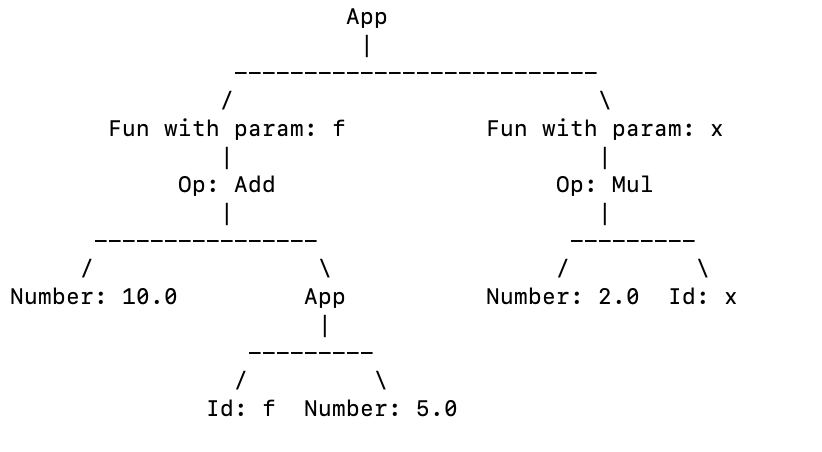 App
|
--------------------------
/ \
Fun with param: f Fun with param: x
| |
Op: Add Op: Mul
| |
---------------- ---------
/ \ / \
Number: 10.0 App Number: 2.0 Id: x
|
---------
/ \
Id: f Number: 5.0